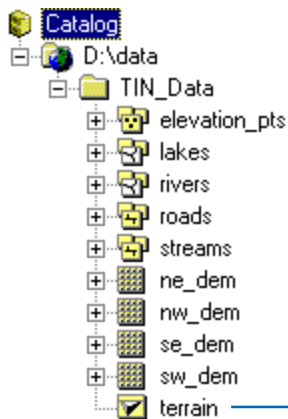 Catalog
D:\data
TIN_Data
elevation_pts
lakes
rivers
roads
streams
ne_dem
nw_dem
se_dem
sw_dem
terrain